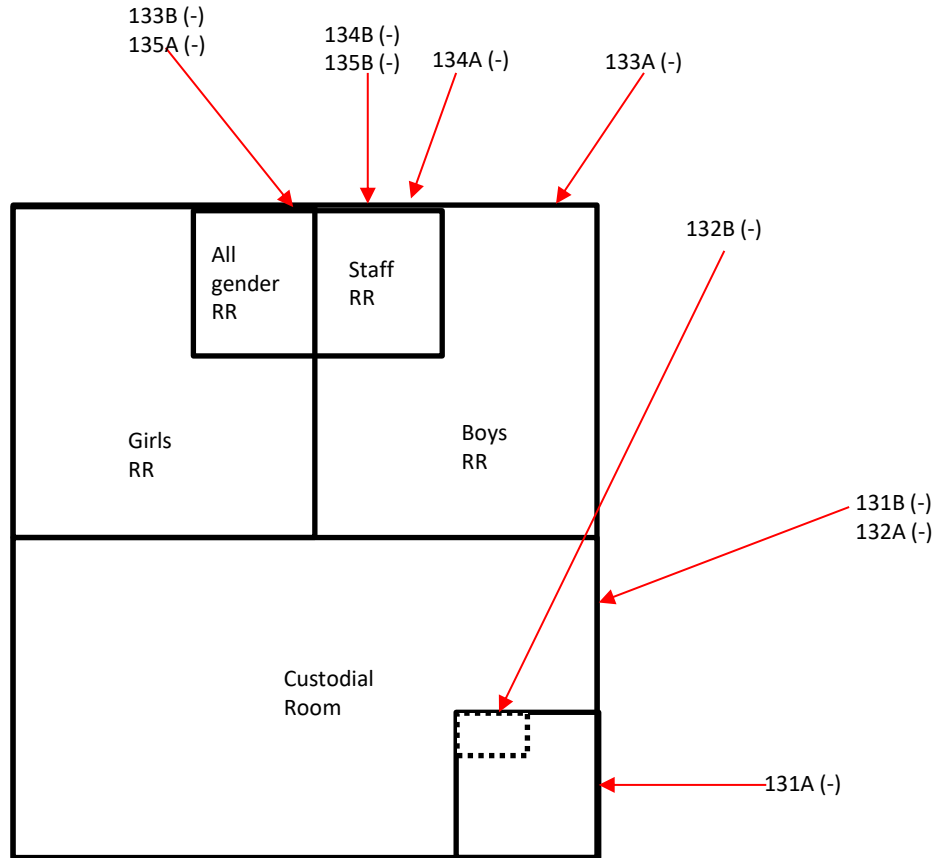 133B (-)
135A (-)
134B (-)
135B (-)
134A (-)
133A (-)
132B (-)
All
gender
RR
Staff
RR
Girls
RR
Boys
RR
131B (-)
132A (-)
Custodial
Room
131A (-)